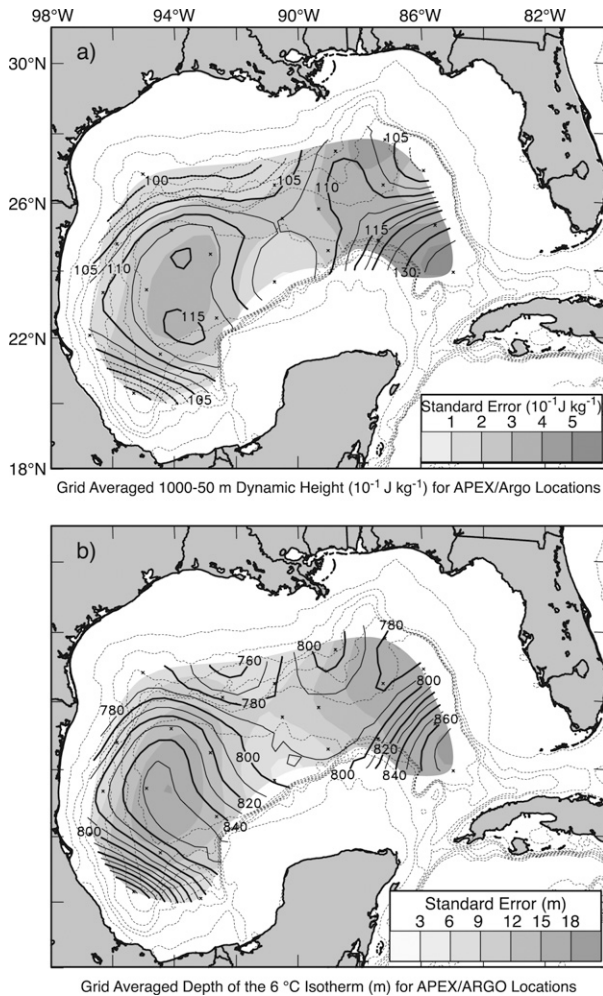 98°W 94°W 90°W 86°W 82°W
30°N
26°N
22°N
18°N
a)
105
100
105
110
115
105
110
130
115
105
Standard Error (10-1 J kg-1)
1 2 3 4 5
Grid Averaged 1000-50 m Dynamic Height (10-1 J kg-1) for APEX/Argo Locations
b)
780
800
760
780
800
780
860
800
820
820
800
840
840
800
Standard Error (m)
3 6 9 12 15 18
Grid Averaged Depth of the 6 °C Isotherm (m) for APEX/ARGO Locations